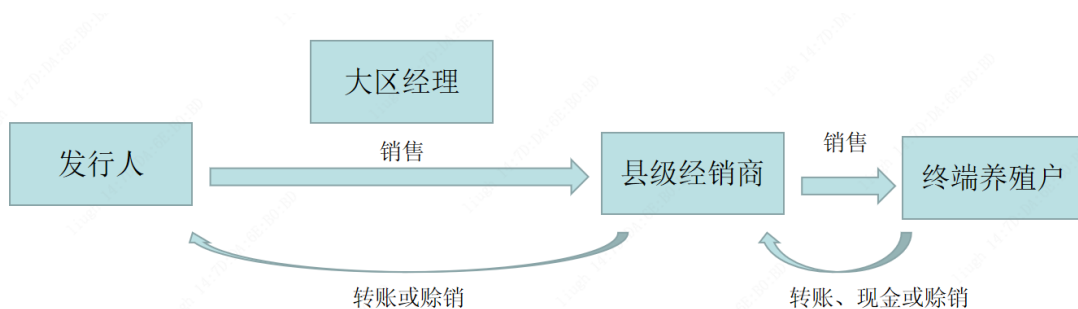 大区经理
发行人
销售
县级经销商
销售
终端养殖户
转账或赊销
转账、现金或赊销